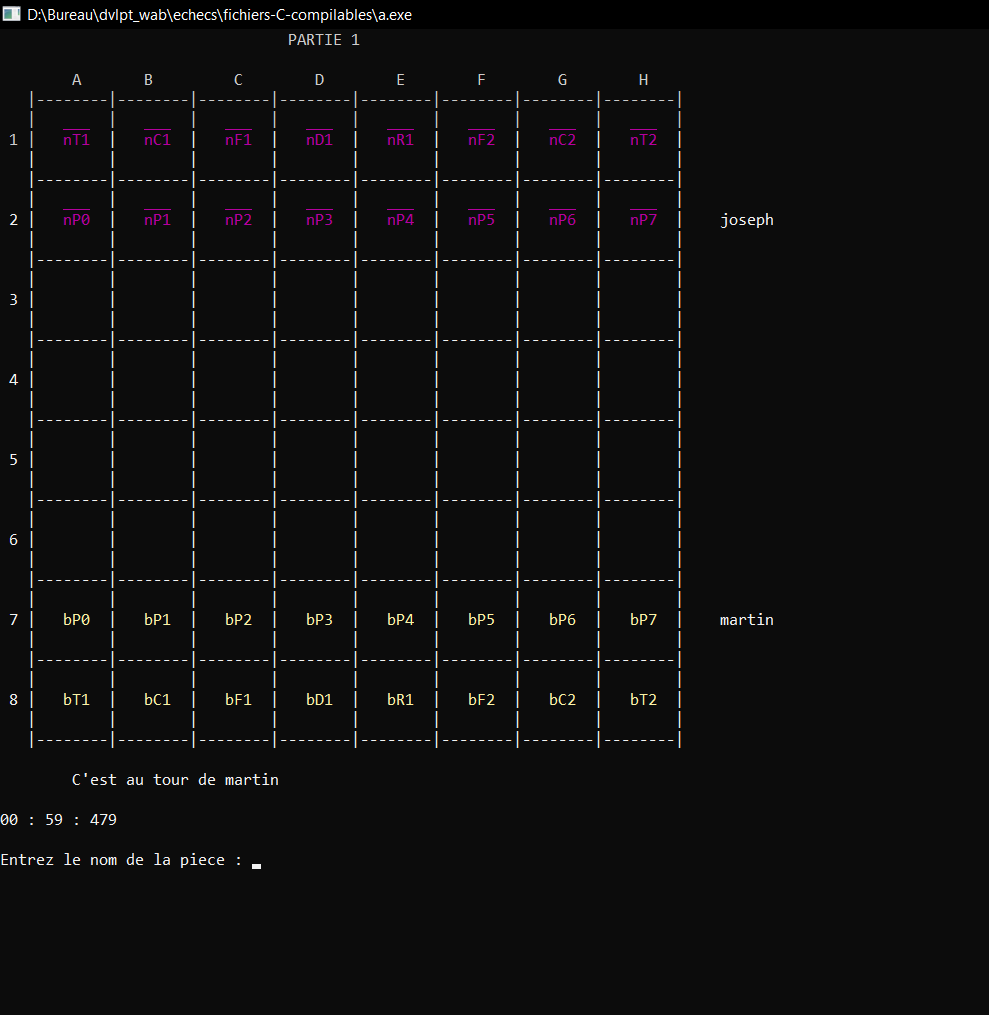 D:\Bureau\dvlpt_wab\echecs\fichiers-C-compilables\a.exe
PARTIE 1
A B C D E F G H
1 nT1 nC1 nF1 nD1 nR1 nF2 nC2 nT2
2 nP0 nP1 nP2 nP3 nP4 nP5 nP6 nP7 joseph
3
4
5
6
7 bP0 bP1 bP2 bP3 bP4 bP5 bP6 bP7 martin
8 bT1 bC1 bF1 bD1 bR1 bF2 bC2 bT2
C'est au tour de martin
00 : 59 : 479
Entrez le nom de la piece :